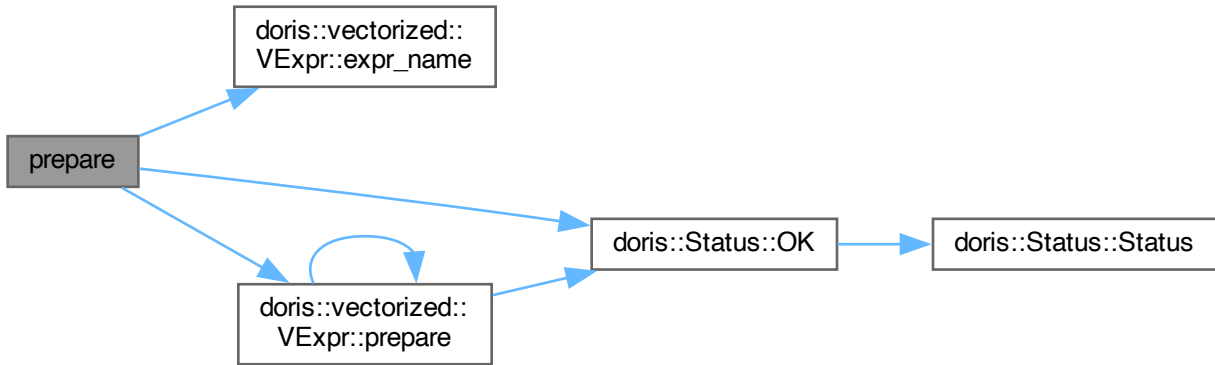 doris::vectorized::
VExpr::expr_name
prepare
doris::Status::OK
doris::Status::Status
doris::vectorized::
VExpr::prepare